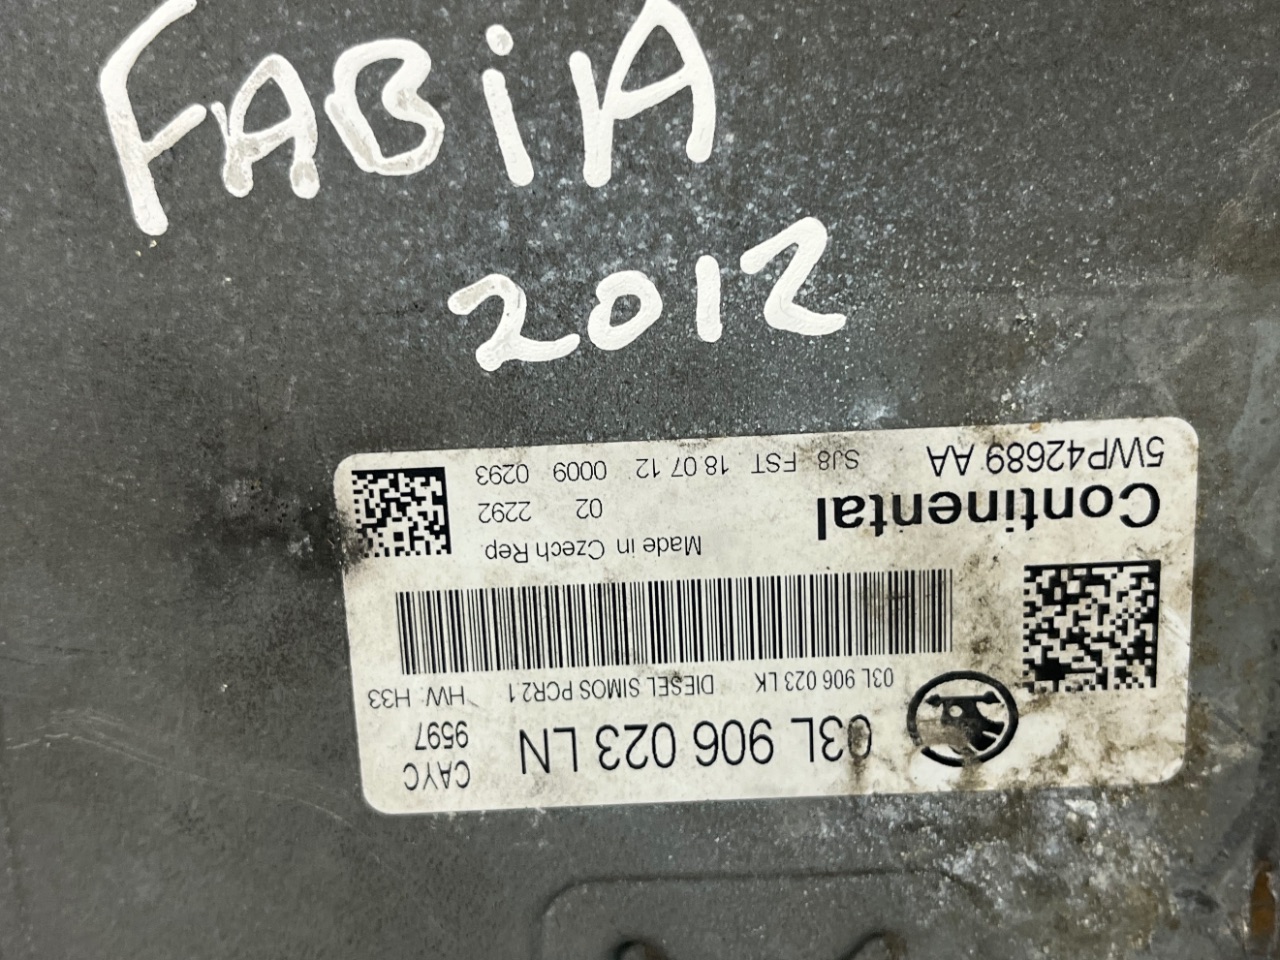 FABiA
2012
03L 906 023 LN
CAYC
9597
03L 906 023 LK DIESEL SIMOS PCR2.1 HW: H33
Made in Czech Rep
Continental
02 2292
5WP42689 AA SJ8 FST 18 07 12 0009 0293